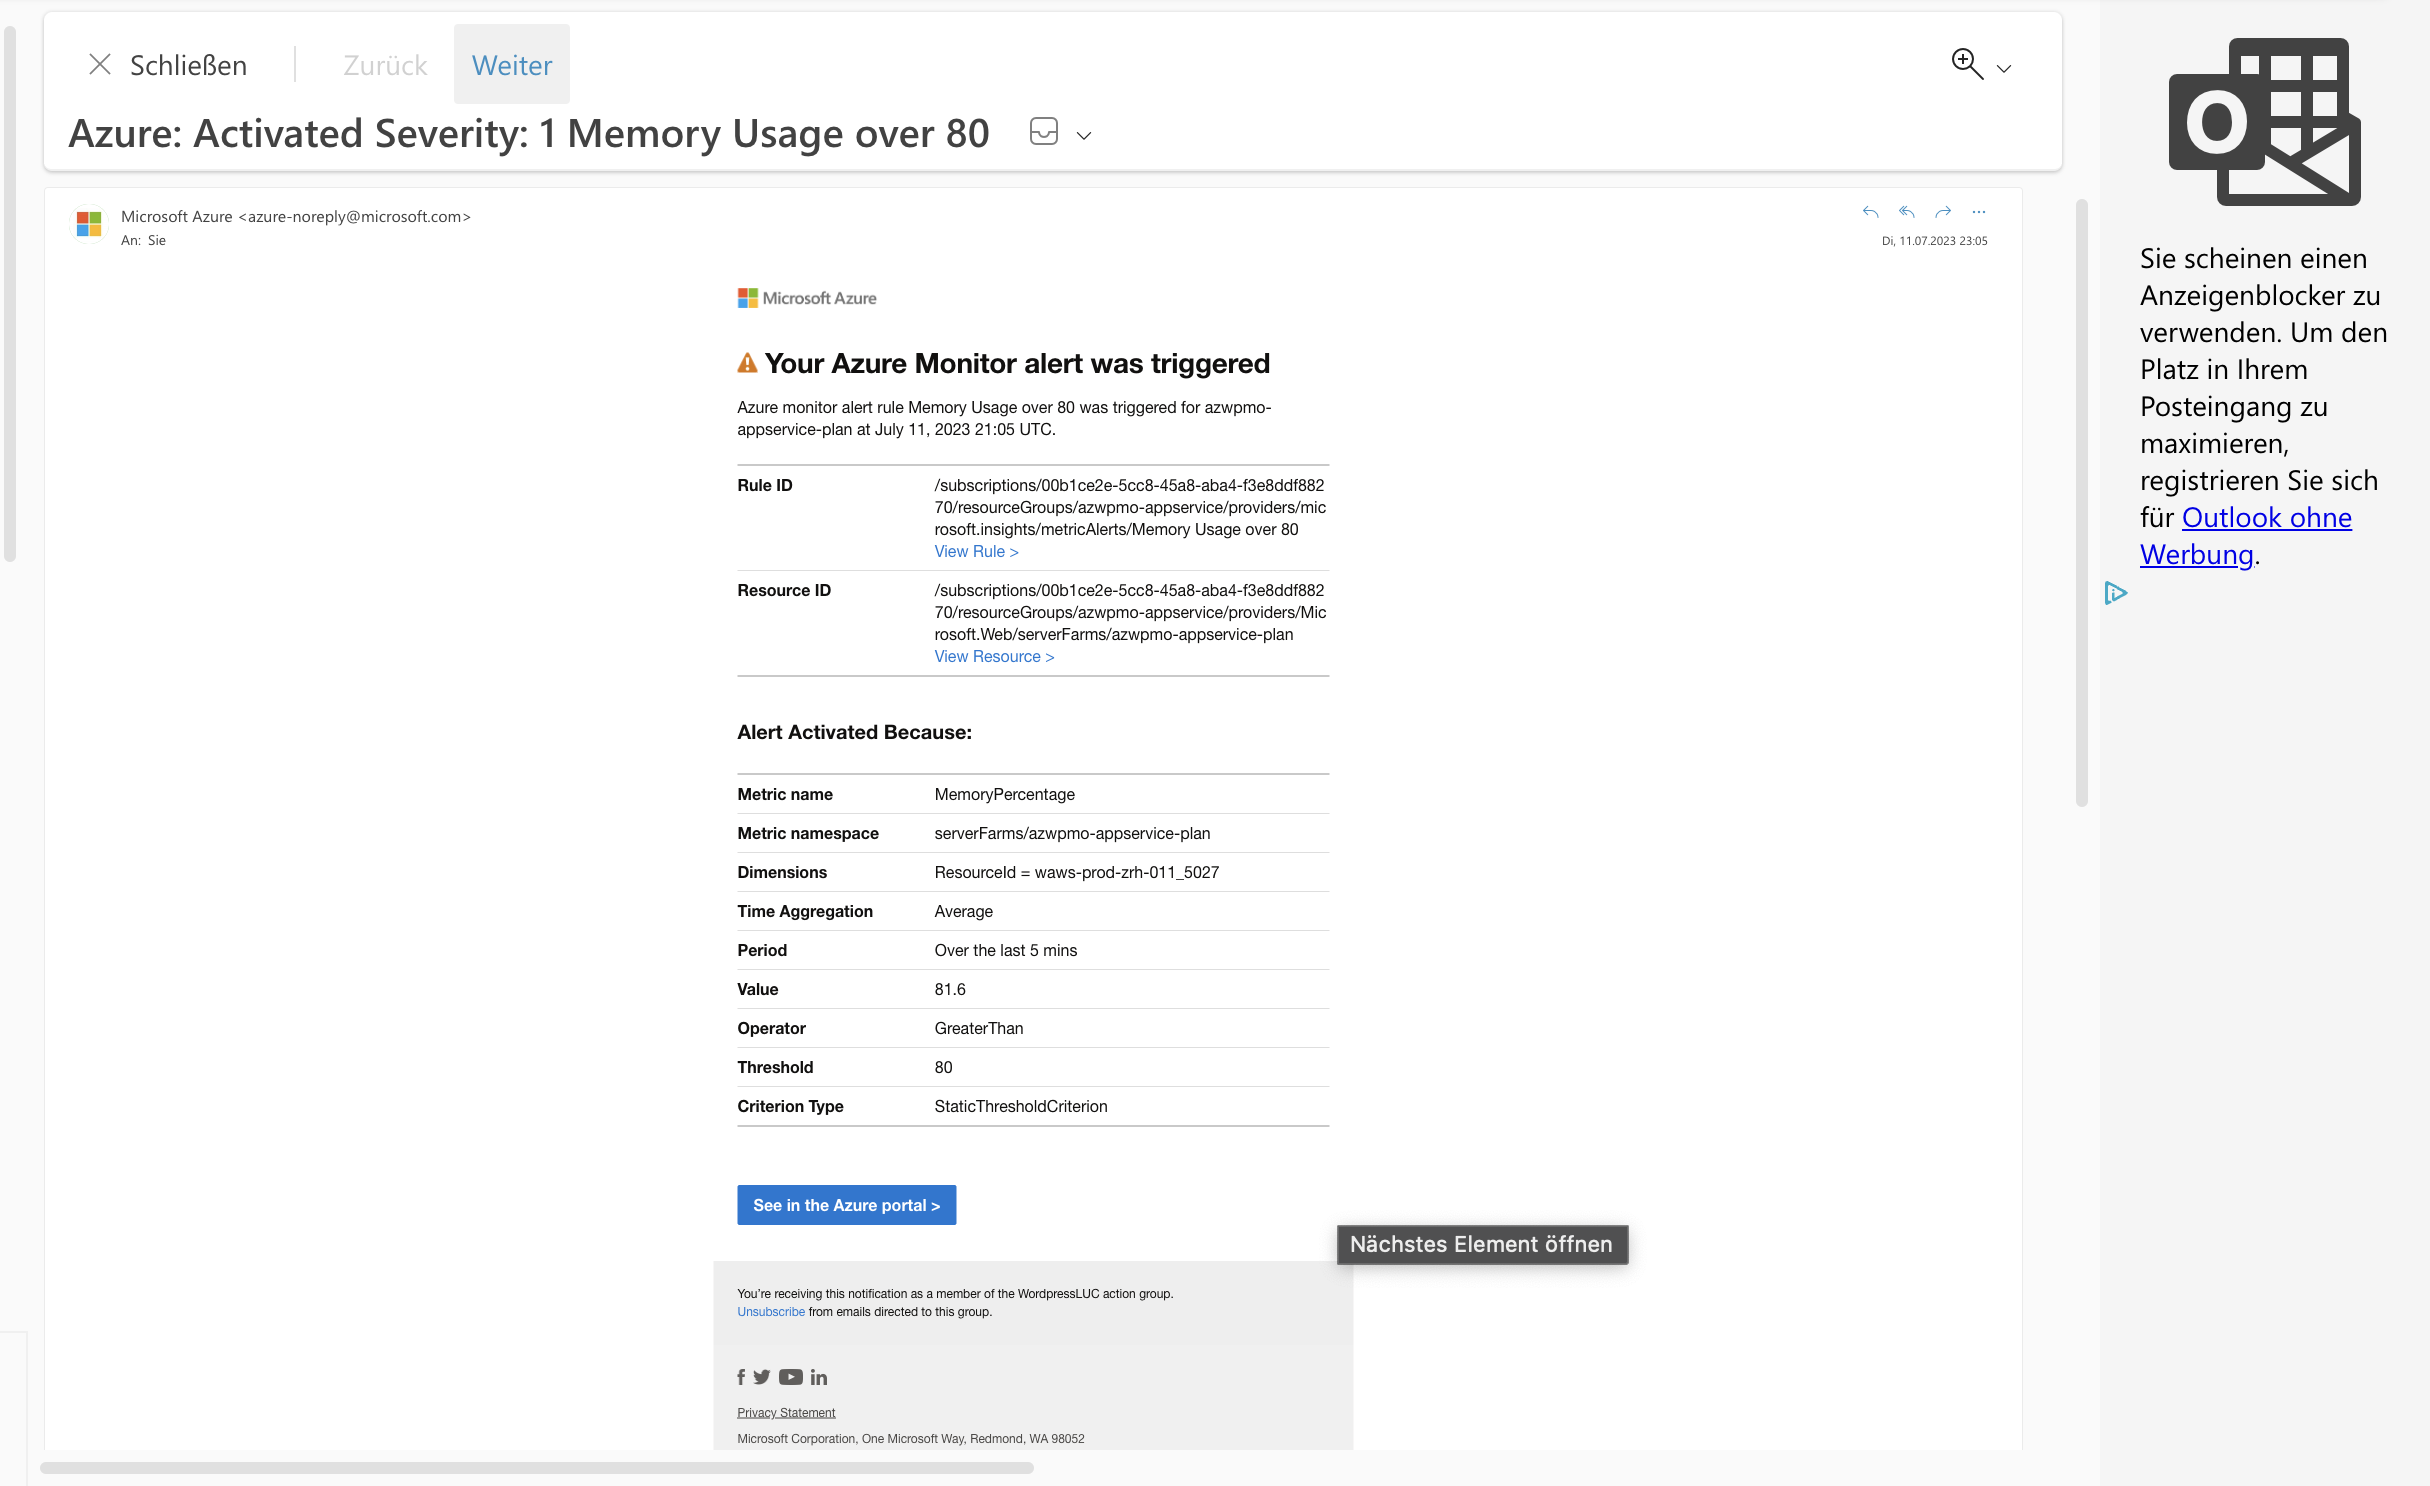 Schließen
Zurück
Weiter
Azure: Activated Severity: 1 Memory Usage over 80
Microsoft Azure <azure-noreply@microsoft.com>
An: Sie
Di, 11.07.2023 23:05
Microsoft Azure
Your Azure Monitor alert was triggered
Azure monitor alert rule Memory Usage over 80 was triggered for azwpmo-
appservice-plan at July 11, 2023 21:05 UTC.
Rule ID /subscriptions/00b1ce2e-5cc8-45a8-aba4-f3e8ddf882
70/resourceGroups/azwpmo-appservice/providers/mic
rosoft.insights/metricAlerts/Memory Usage over 80
View Rule >
Resource ID /subscriptions/00b1ce2e-5cc8-45a8-aba4-f3e8ddf882
70/resourceGroups/azwpmo-appservice/providers/Mic
rosoft.Web/serverFarms/azwpmo-appservice-plan
View Resource >
Alert Activated Because:
Metric name MemoryPercentage
Metric namespace serverFarms/azwpmo-appservice-plan
Dimensions ResourceId = waws-prod-zrh-011_5027
Time Aggregation Average
Period Over the last 5 mins
Value 81.6
Operator GreaterThan
Threshold 80
Criterion Type StaticThresholdCriterion
See in the Azure portal >
Nächstes Element öffnen
You're receiving this notification as a member of the WordpressLUC action group.
Unsubscribe from emails directed to this group.
Privacy Statement
Microsoft Corporation, One Microsoft Way, Redmond, WA 98052
Sie scheinen einen
Anzeigenblocker zu
verwenden. Um den
Platz in Ihrem
Posteingang zu
maximieren,
registrieren Sie sich
für Outlook ohne
Werbung.